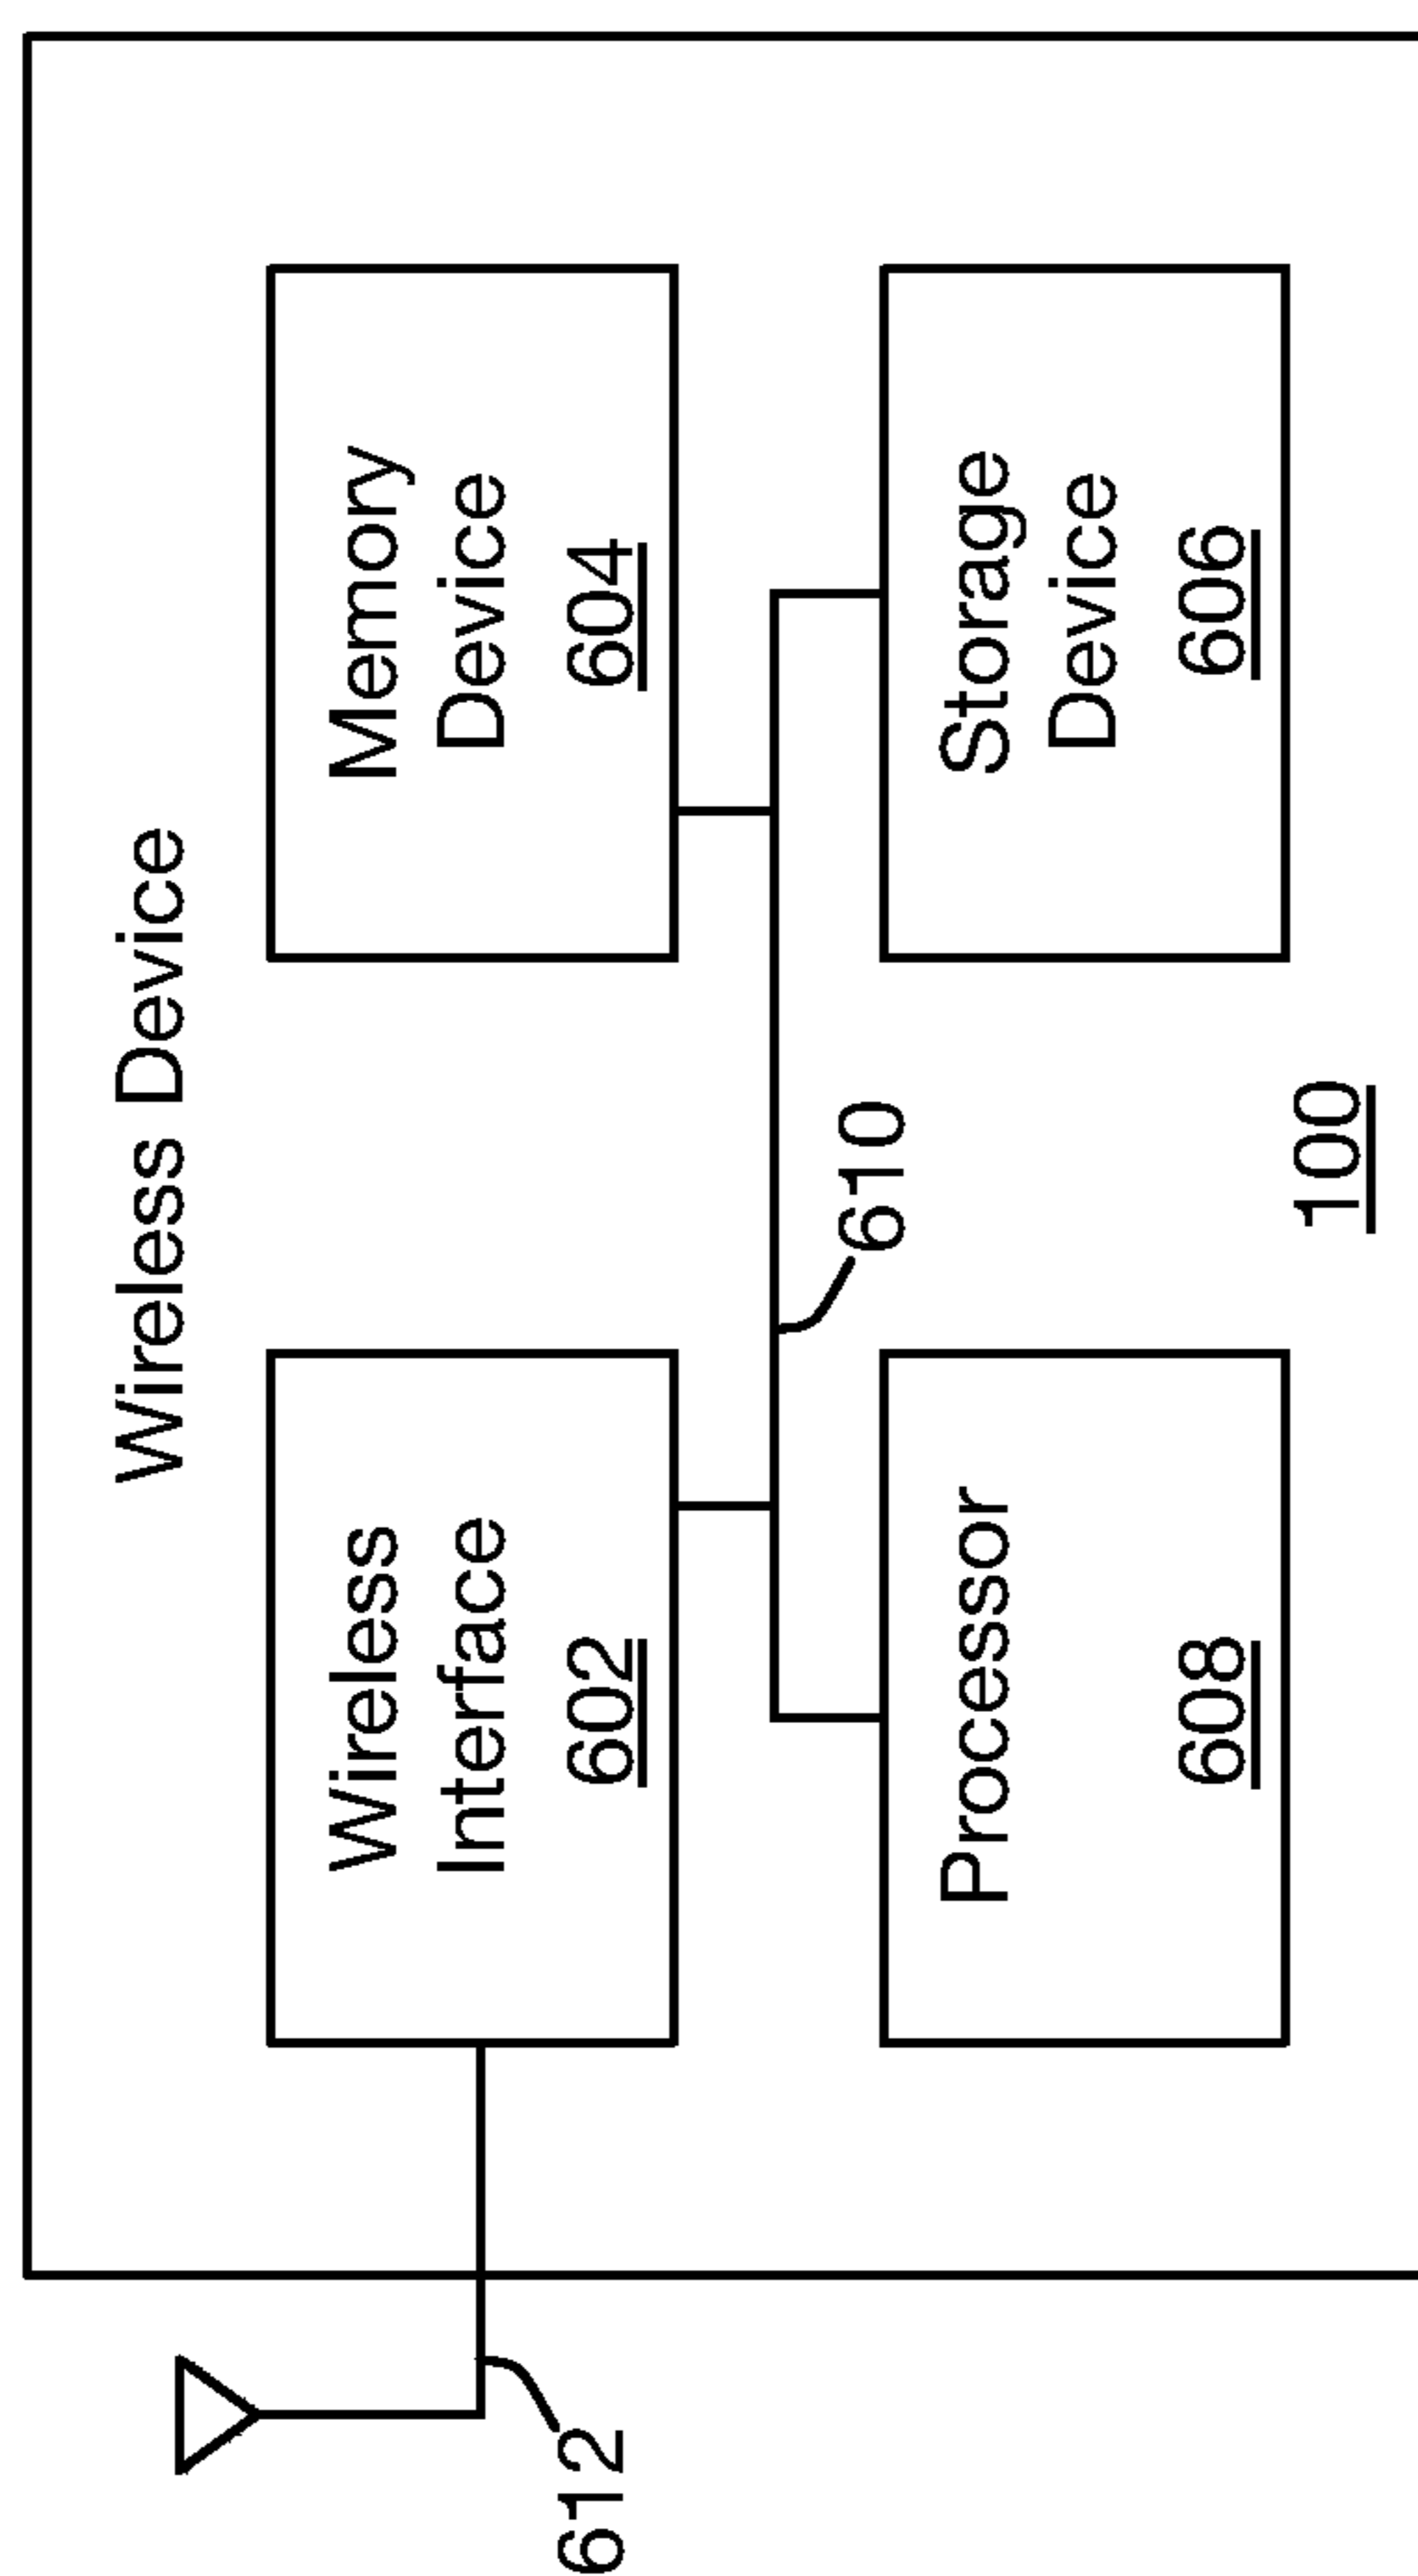 Wireless Device
Wireless
Interface
602
Memory
Device
604
610
Processor
608
Storage
Device
606
100
612